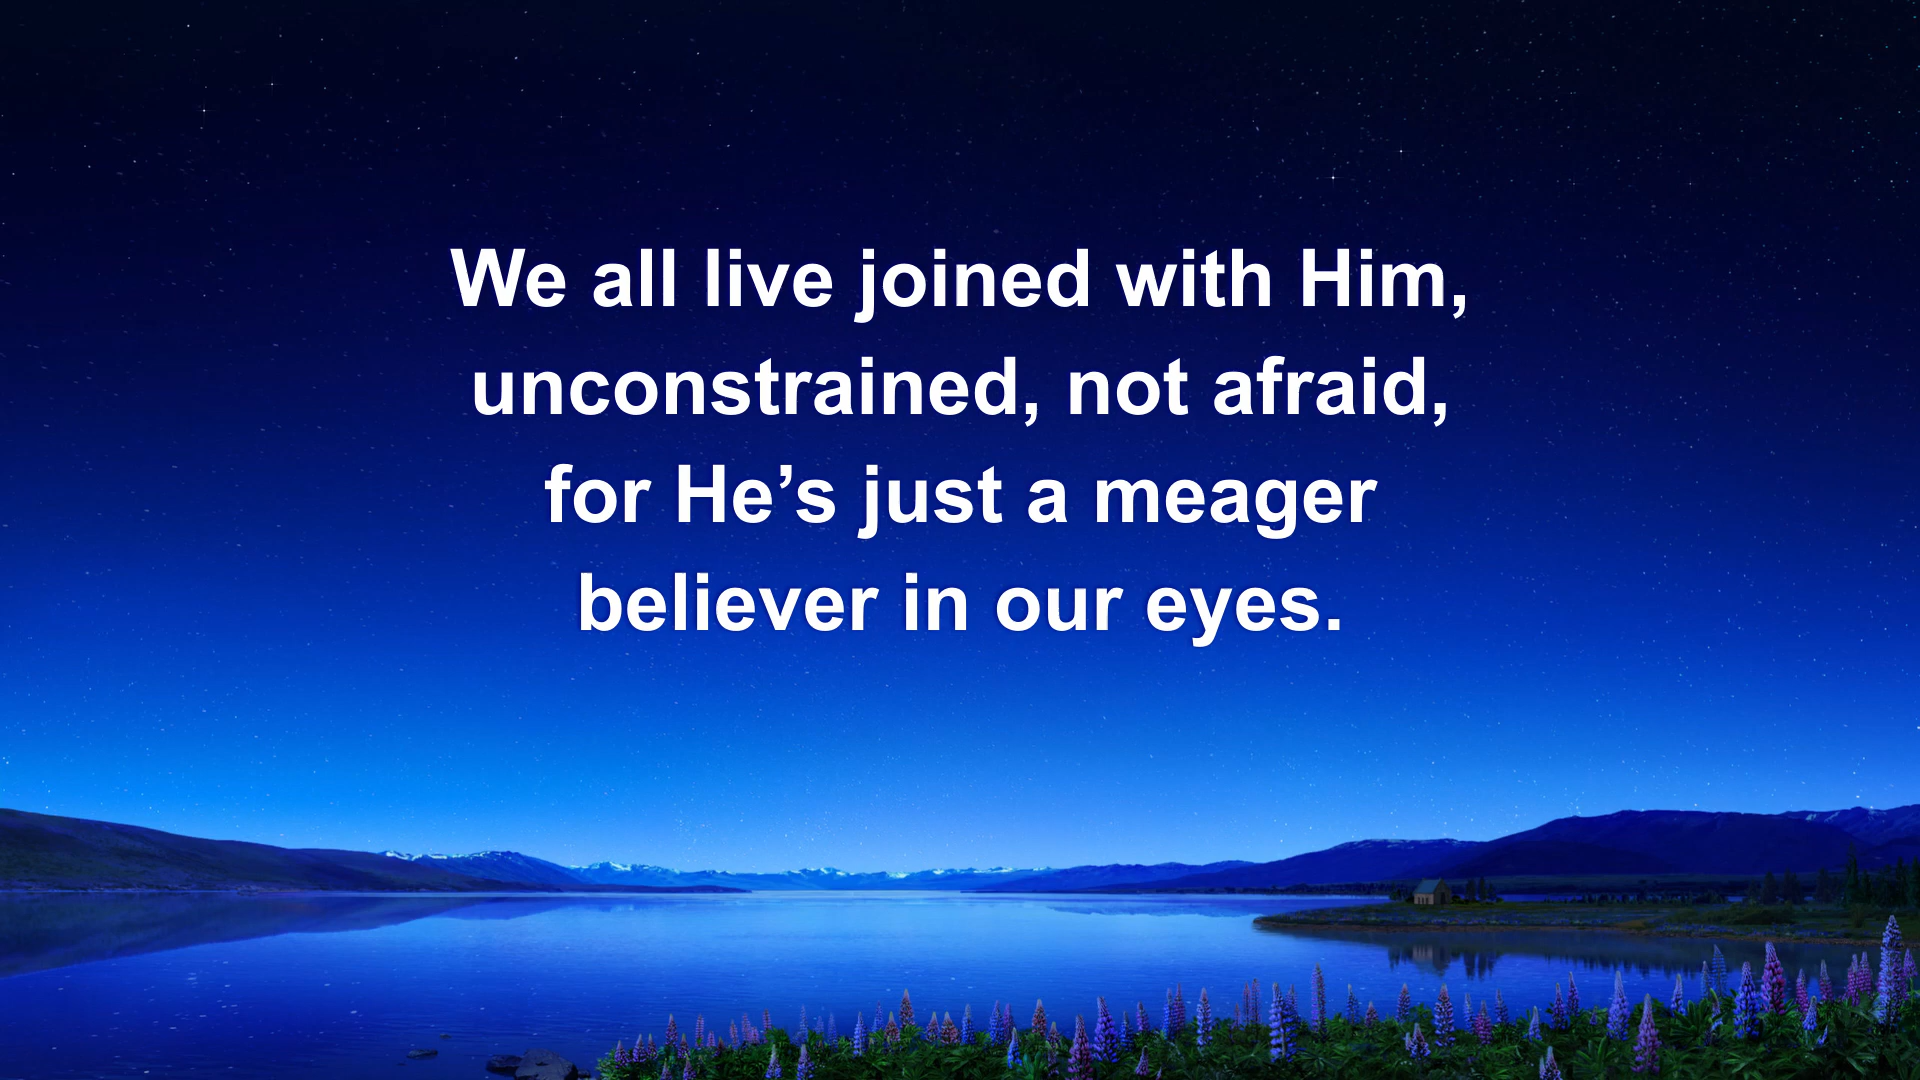 We all live joined with Him,
unconstrained, not afraid,
for He’s just a meager
believer in our eyes.